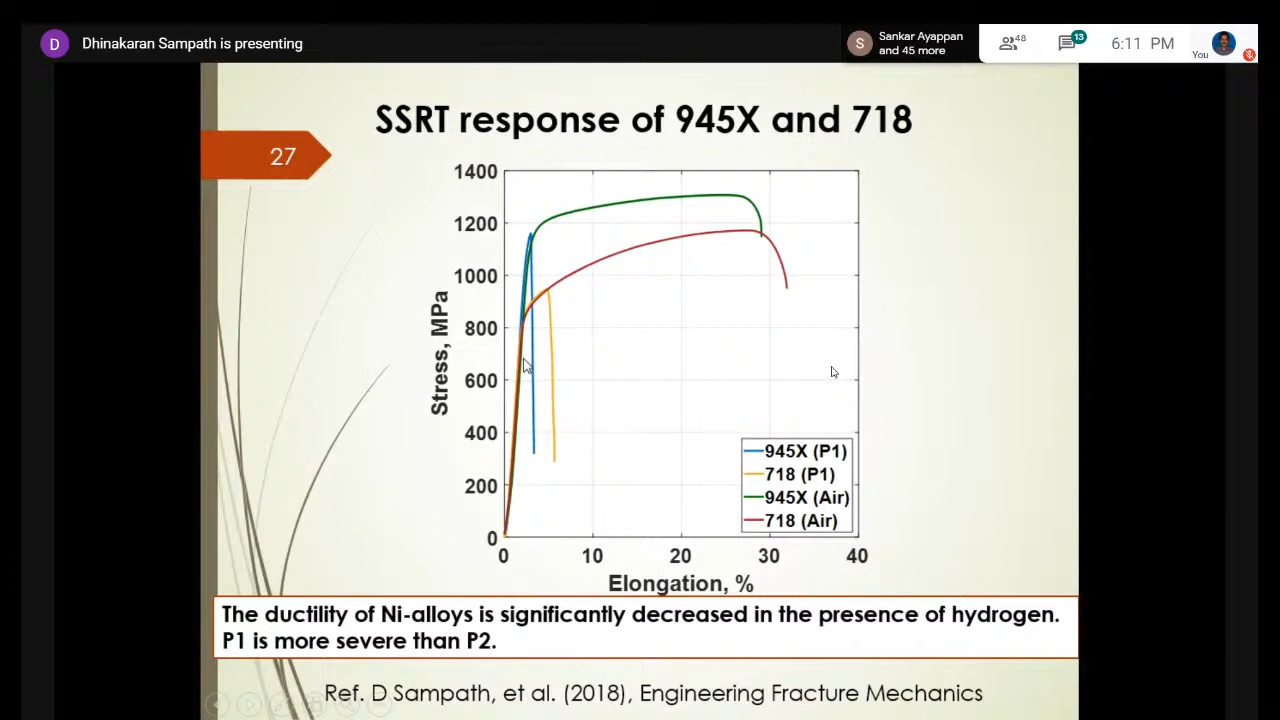 D
Dhinakaran Sampath is presenting
S
Sankar Ayappan
and 45 more
48
13
6:11 PM
You
SSRT response of 945X and 718
27
1400
1200
1000
800
600
400
200
0
Stress, MPa
0 10 20 30 40
Elongation, %
945X (P1)
718 (P1)
945X (Air)
718 (Air)
The ductility of Ni-alloys is significantly decreased in the presence of hydrogen.
P1 is more severe than P2.
Ref. D Sampath, et al. (2018), Engineering Fracture Mechanics